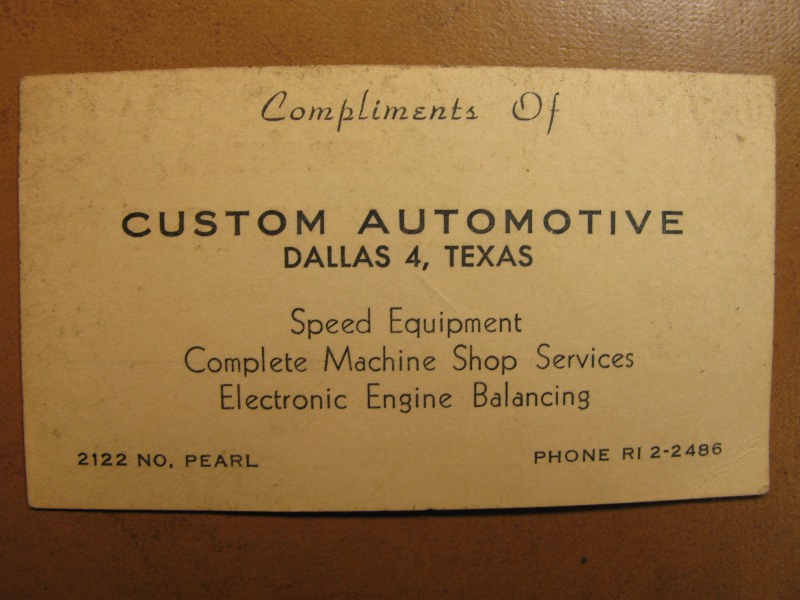 Compliments Of
CUSTOM AUTOMOTIVE
DALLAS 4, TEXAS
Speed Equipment
Complete Machine Shop Services
Electronic Engine Balancing
2122 NO. PEARL
PHONE RI 2-2486